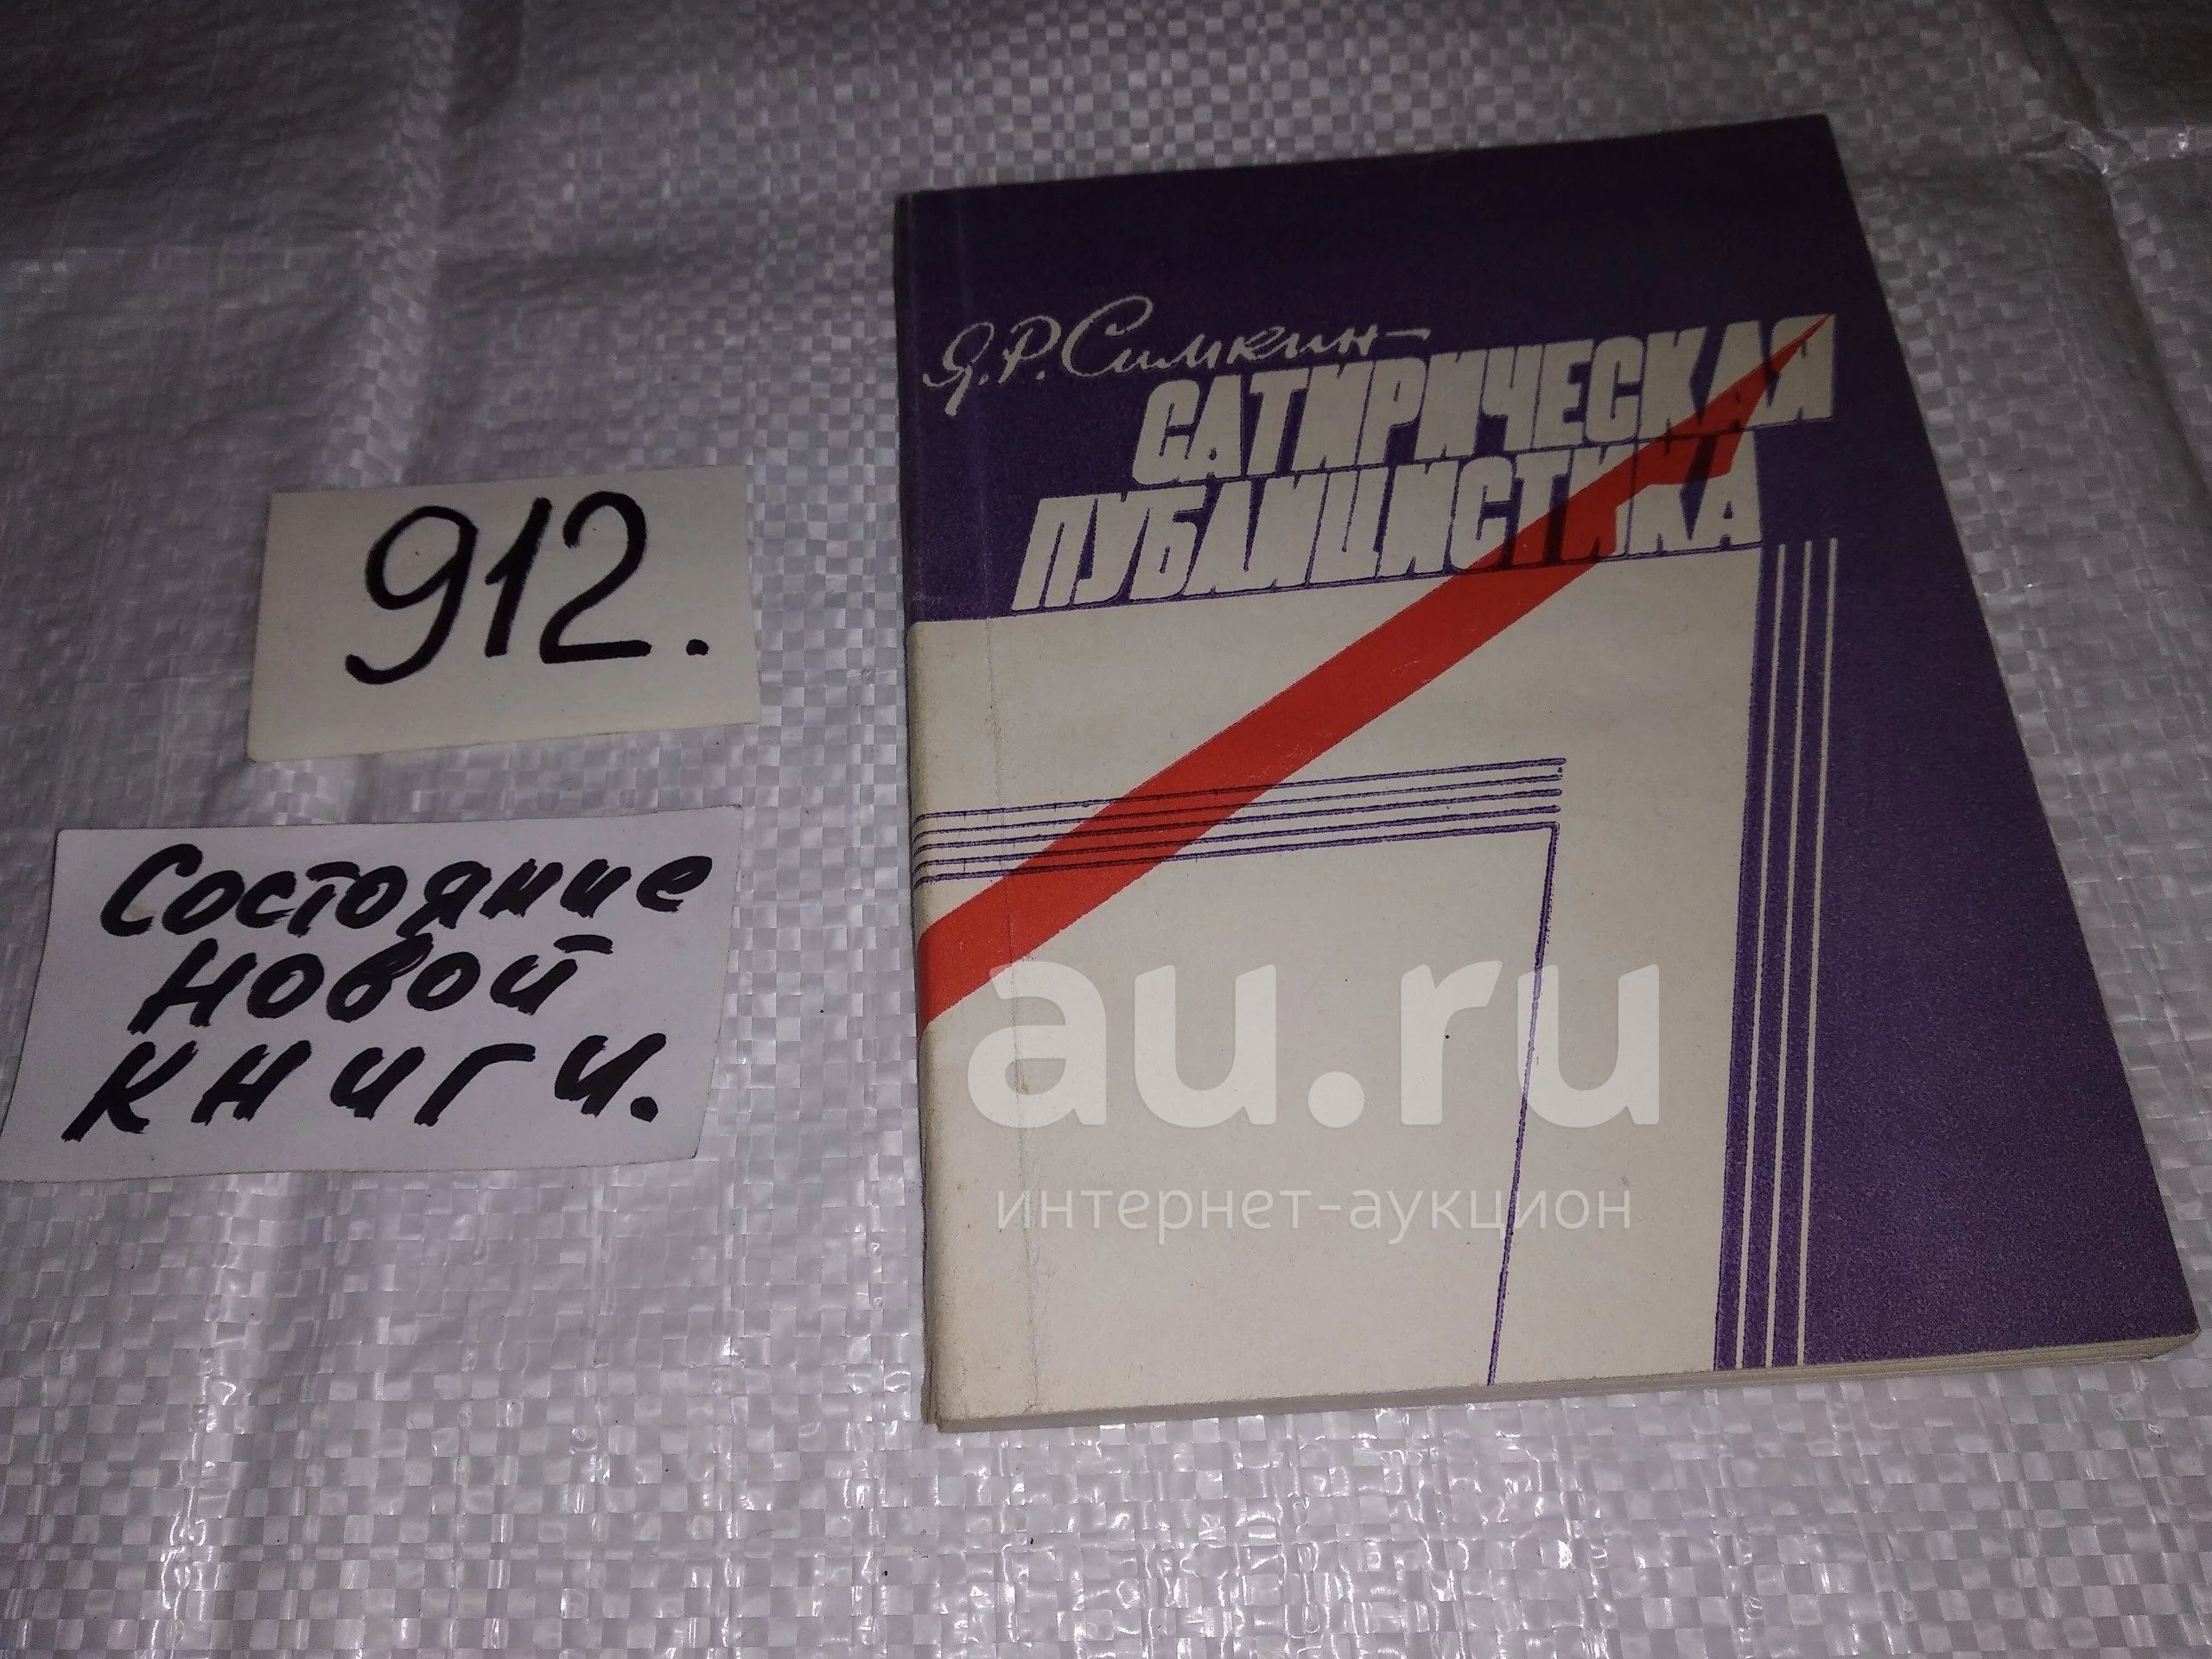 912.
Состояние
новой
книги.
Я.Р. Симкин
САТИРИЧЕСКАЯ
ПУБЛИЦИСТИКА
au.ru
интернет-аукцион